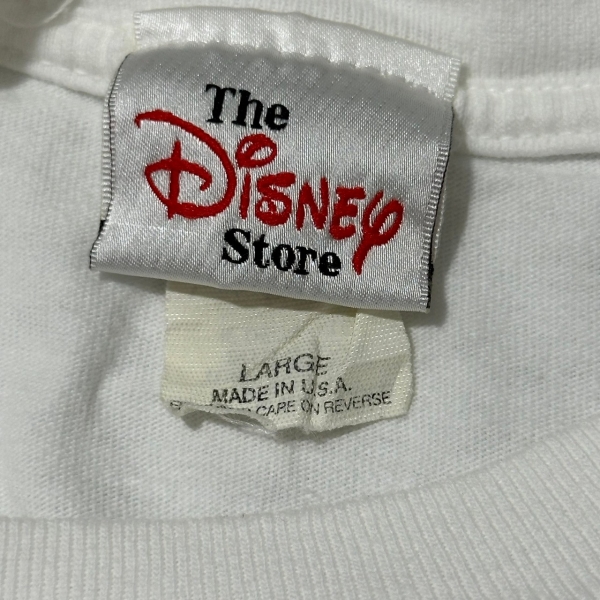 The
Disney
Store
LARGE
MADE IN U.S.A.
CARE ON REVERSE